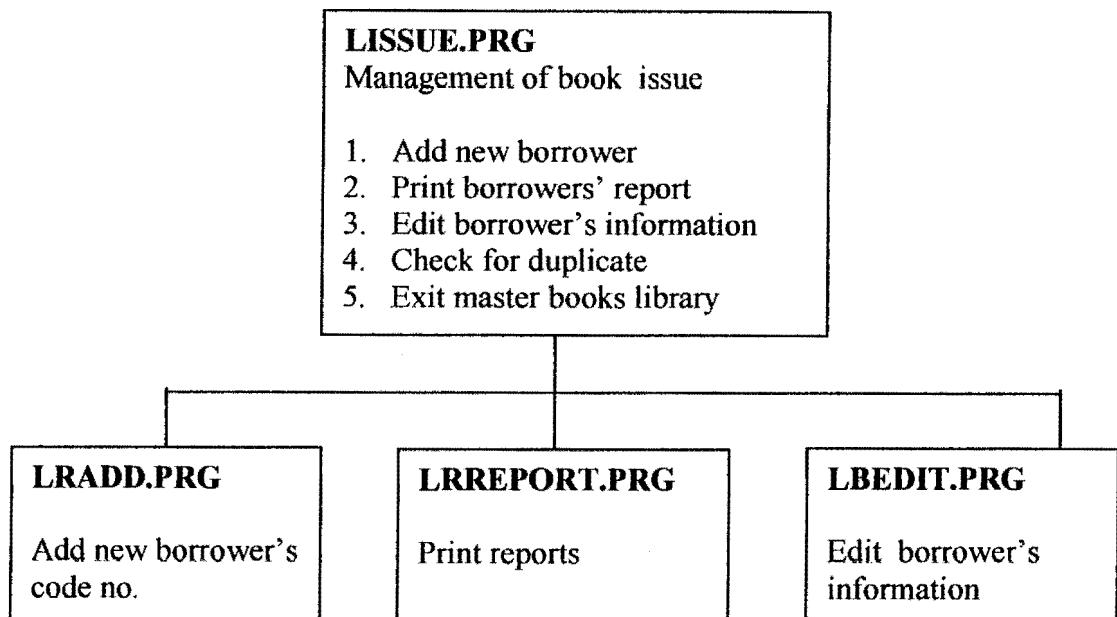 LISSUE.PRG
Management of book issue
1. Add new borrower
2. Print borrowers' report
3. Edit borrower's information
4. Check for duplicate
5. Exit master books library
LRADD.PRG
Add new borrower's
code no.
LRREPORT.PRG
Print reports
LBEDIT.PRG
Edit borrower's
information